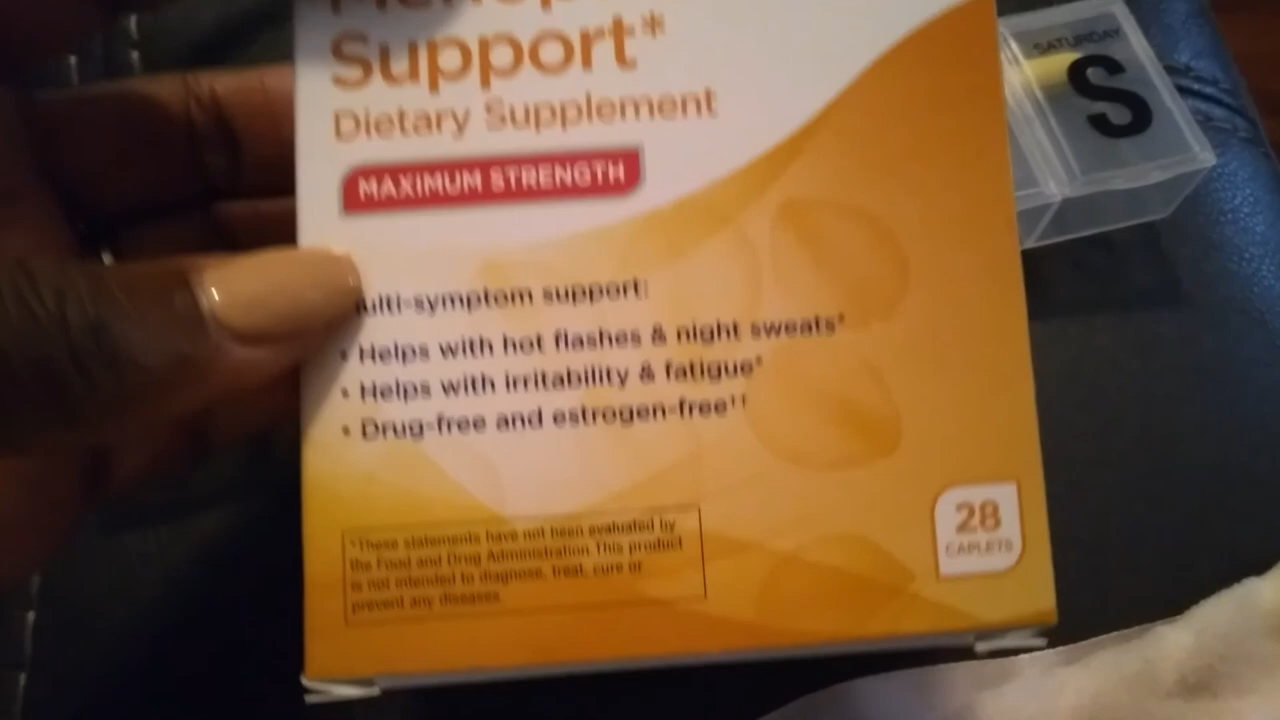 Support*
Dietary Supplement
MAXIMUM STRENGTH
ulti-symptom support:
• Helps with hot flashes & night sweats*
• Helps with irritability & fatigue*
• Drug-free and estrogen-free††
*These statements have not been evaluated by
the Food and Drug Administration. This product
is not intended to diagnose, treat, cure or
prevent any diseases.
28
CAPLETS
SATURDAY
S